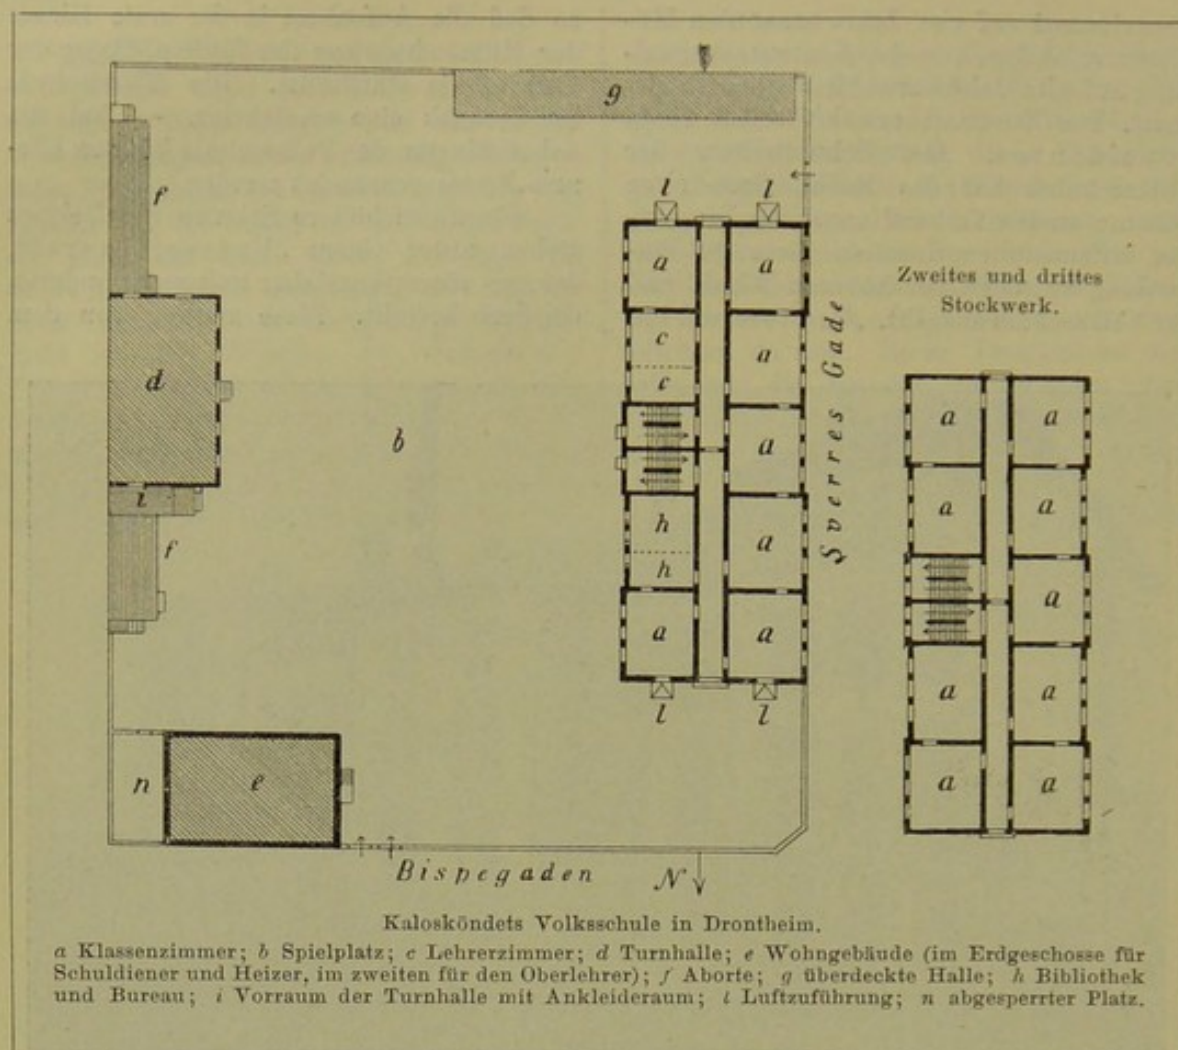 g
f
l l
a a
Zweites und drittes
Stockwerk.
c a
c
d
Sverres Gade
a a
b
a
a a
i
h a
f
h
a
a a
a a
l l
n e
a a
Bispegaden N
Kalosköndets Volksschule in Drontheim.
a Klassenzimmer; b Spielplatz; c Lehrerzimmer; d Turnhalle; e Wohngebäude (im Erdgeschosse für
Schuldiener und Heizer, im zweiten für den Oberlehrer); f Aborte; g überdeckte Halle; h Bibliothek
und Bureau; i Vorraum der Turnhalle mit Ankleideraum; l Luftzuführung; n abgesperrter Platz.